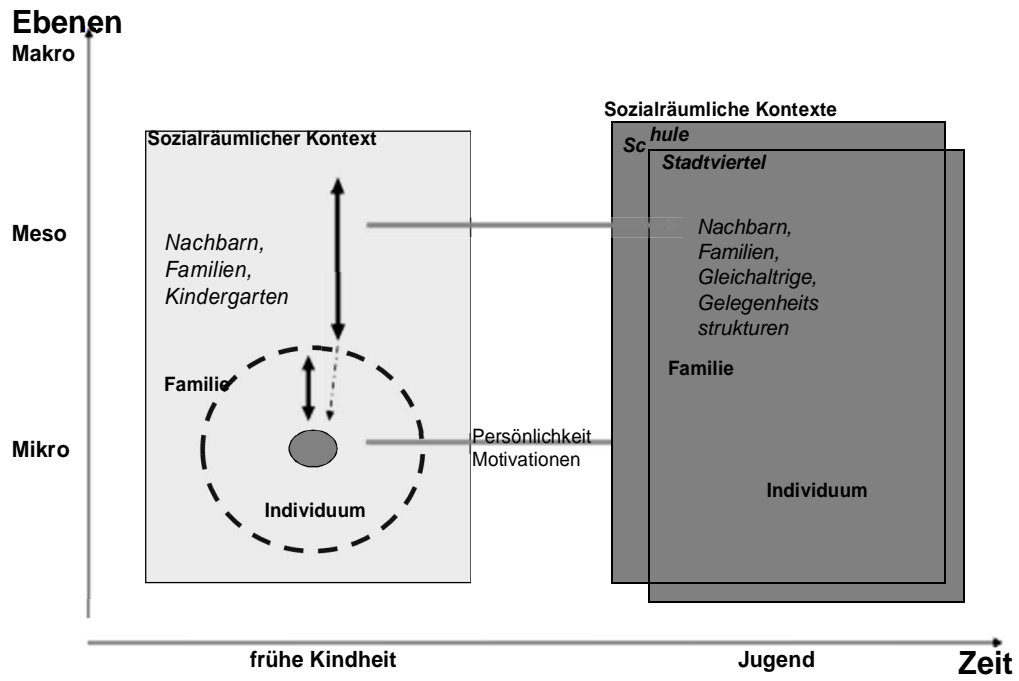 Ebenen
Makro
Sozialräumliche Kontexte
Sozialräumlicher Kontext
Schule
Stadtviertel
Meso
Nachbarn,
Familien,
Kindergarten
Nachbarn,
Familien,
Gleichaltrige,
Gelegenheits
strukturen
Familie
Familie
Mikro
Persönlichkeit
Motivationen
Individuum
Individuum
frühe Kindheit
Jugend
Zeit